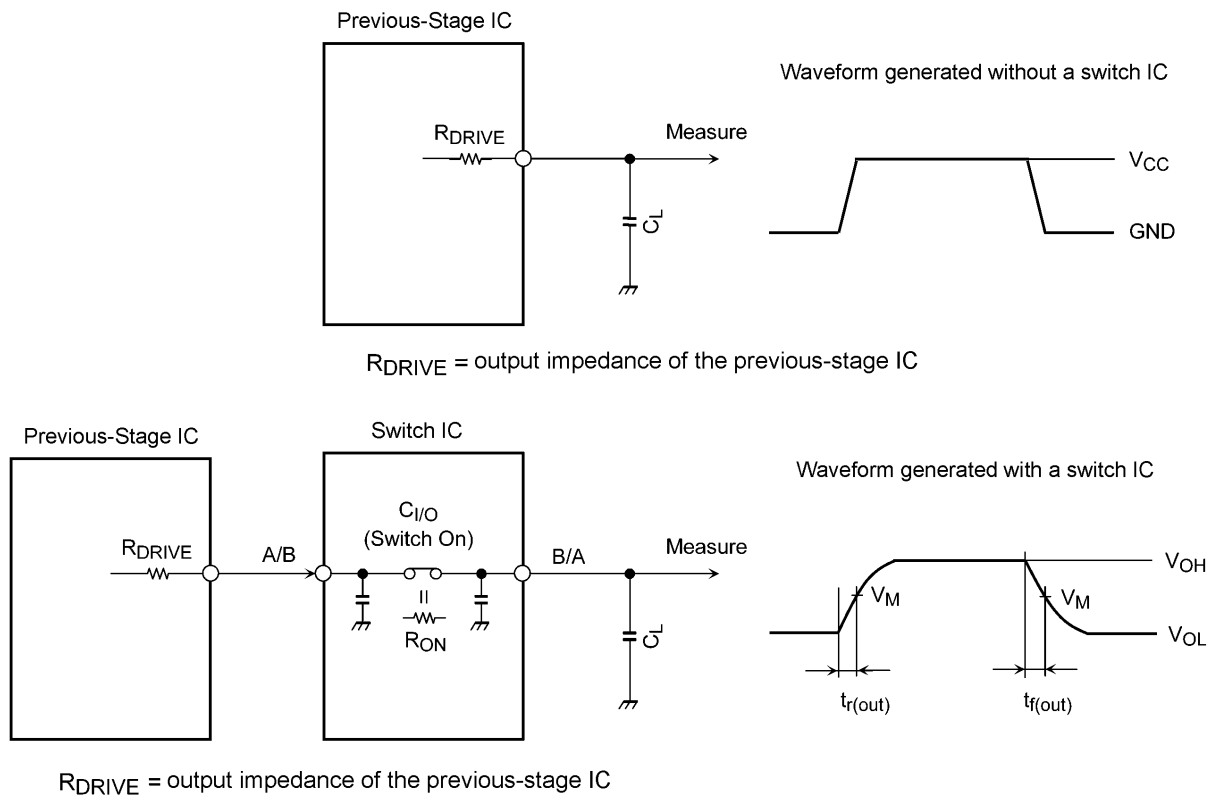 Previous-Stage IC
Waveform generated without a switch IC
RDRIVE
Measure
VCC
CL
GND
RDRIVE = output impedance of the previous-stage IC
Previous-Stage IC
Switch IC
Waveform generated with a switch IC
CI/O
(Switch On)
RDRIVE
A/B
B/A
Measure
VOH
VM
VM
RON
CL
VOL
tr(out)
tf(out)
RDRIVE = output impedance of the previous-stage IC